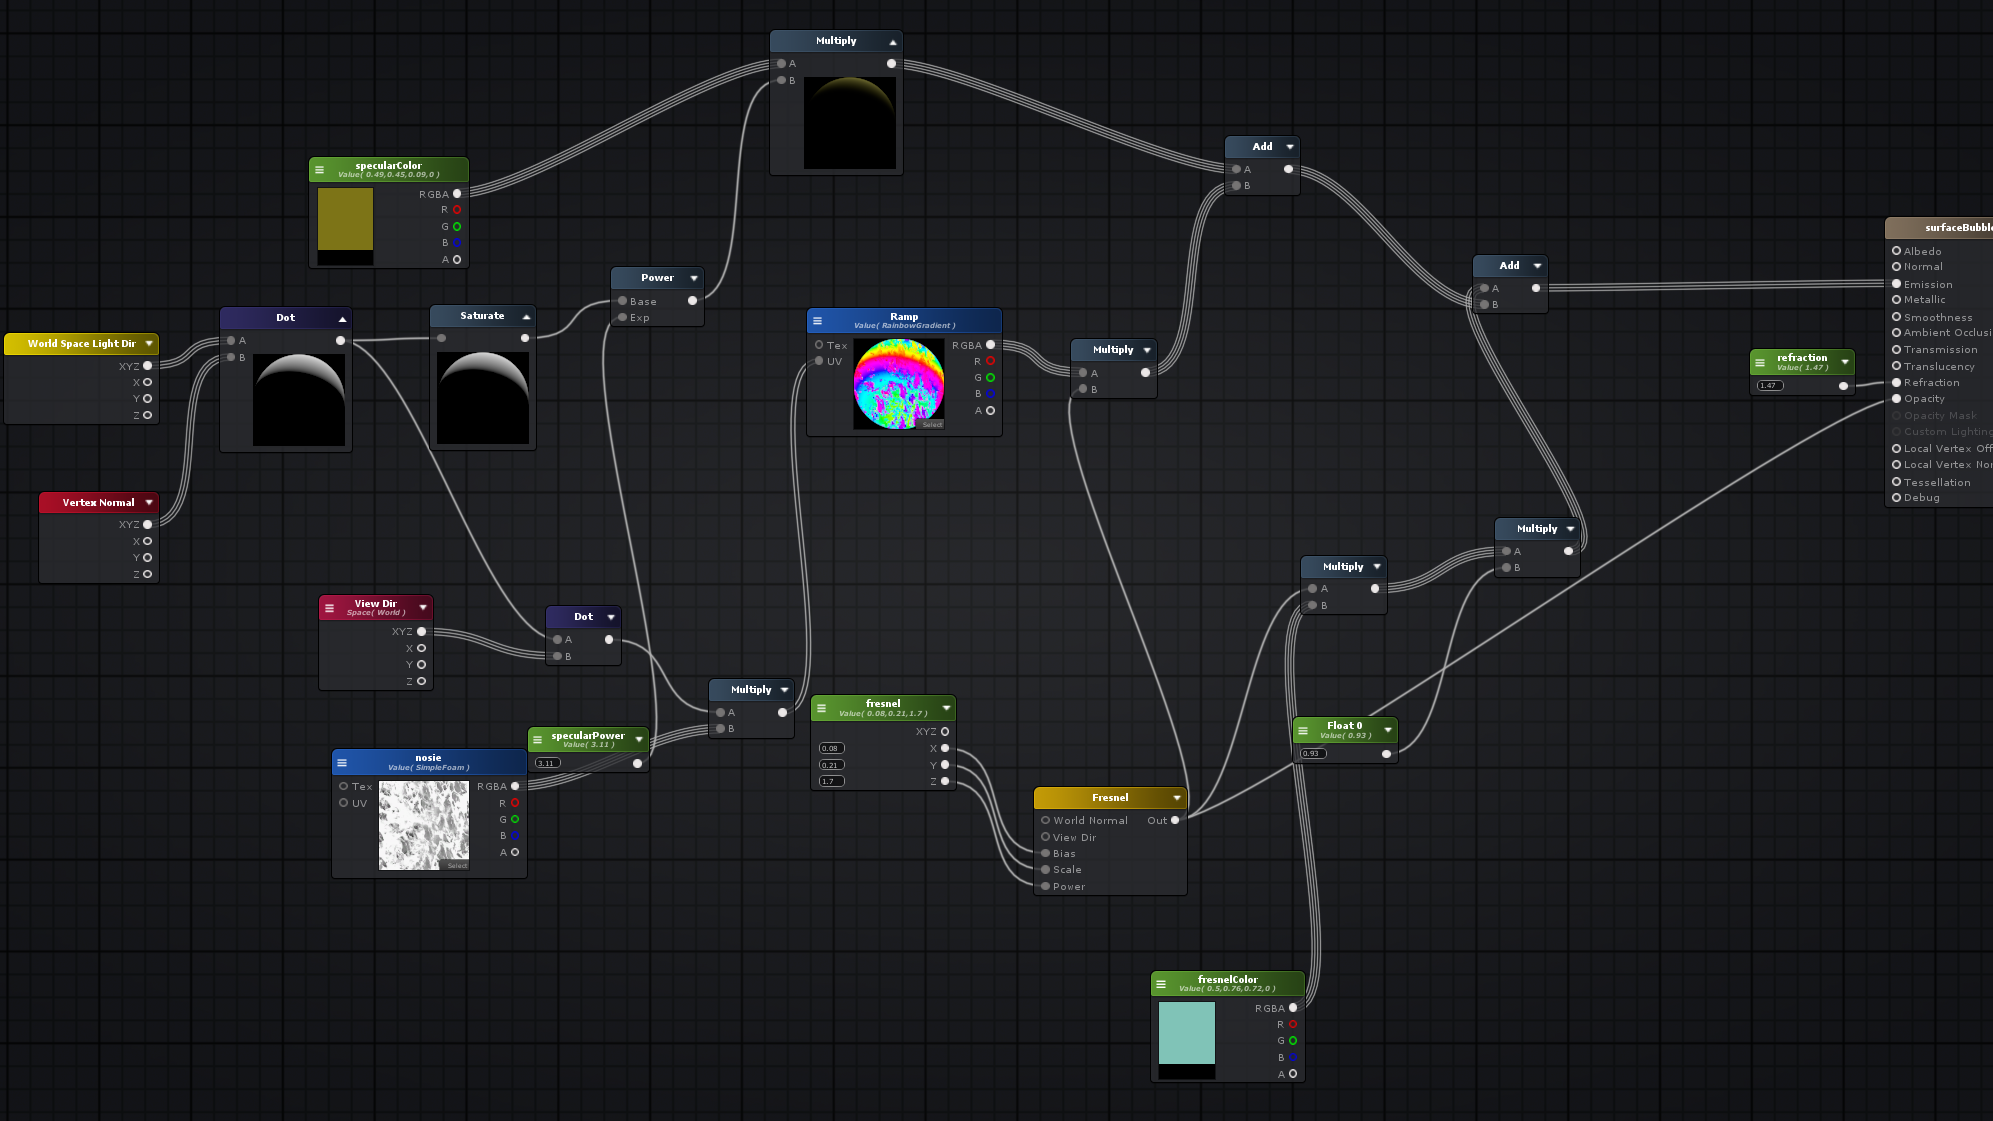 Multiply
A
B
specularColor
Value( 0.49,0.45,0.09,0 )
RGBA
R
G
B
A
World Space Light Dir
XYZ
X
Y
Z
Dot
A
B
Saturate
Power
Base
Exp
Vertex Normal
XYZ
X
Y
Z
Ramp
Value( RainbowGradient )
Tex
UV
RGBA
R
G
B
A
Select
Multiply
A
B
Add
A
B
Add
A
B
refraction
Value( 1.47 )
1.47
surfaceBubble
Albedo
Normal
Emission
Metallic
Smoothness
Ambient Occlusi
Transmission
Translucency
Refraction
Opacity
Opacity Mask
Custom Lighting
Local Vertex Off
Local Vertex No
Tessellation
Debug
View Dir
Space( World )
XYZ
X
Y
Z
Dot
A
B
Multiply
A
B
Multiply
A
B
nosie
Value( SimpleFoam )
Tex
UV
RGBA
R
G
B
A
Select
specularPower
Value( 3.11 )
3.11
Multiply
A
B
fresnel
Value( 0.08,0.21,1.7 )
XYZ
0.08
X
0.21
Y
1.7
Z
Fresnel
World Normal Out
View Dir
Bias
Scale
Power
Float 0
Value( 0.93 )
0.93
fresnelColor
Value( 0.5,0.76,0.72,0 )
RGBA
R
G
B
A